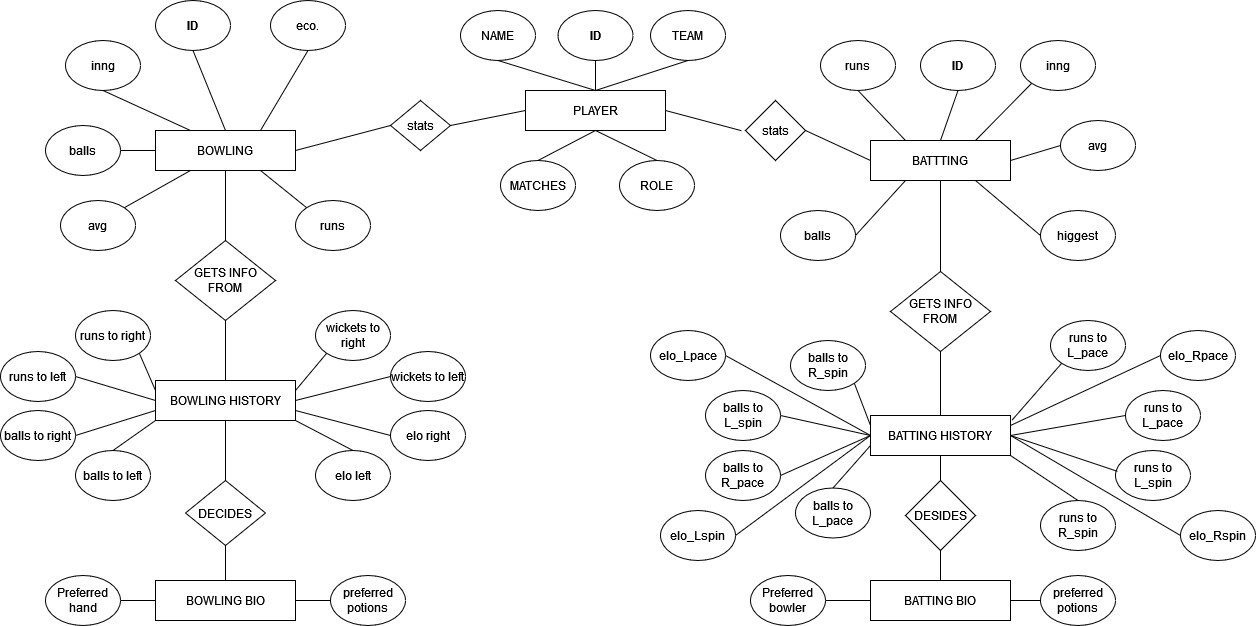 ID
eco.
NAME
ID
TEAM
inng
runs
ID
inng
PLAYER
stats
stats
balls
BOWLING
avg
BATTTING
MATCHES
ROLE
avg
runs
balls
higgest
GETS INFO
FROM
GETS INFO
FROM
runs to right
wickets to
right
runs to
L_pace
elo_Lpace
balls to
R_spin
elo_Rpace
runs to left
wickets to left
BOWLING HISTORY
balls to
L_spin
runs to
L_pace
balls to right
elo right
BATTING HISTORY
balls to left
elo left
balls to
R_pace
runs to
L_spin
DECIDES
balls to
L_pace
DESIDES
runs to
R_spin
elo_Lspin
elo_Rspin
Preferred
hand
BOWLING BIO
preferred
potions
Preferred
bowler
BATTING BIO
preferred
potions